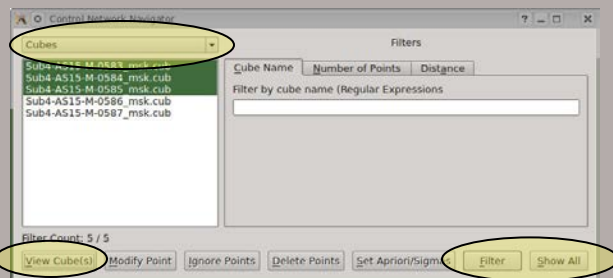 Control Network Navigator
Cubes
Filters
Sub4-AS15-M-0583_msk.cub
Sub4-AS15-M-0584_msk.cub
Sub4-AS15-M-0585_msk.cub
Sub4-AS15-M-0586_msk.cub
Sub4-AS15-M-0587_msk.cub
Cube Name Number of Points Distance
Filter by cube name (Regular Expressions
Filter Count: 5 / 5
View Cube(s) Modify Point Ignore Points Delete Points Set Apriori/Sigmas Filter Show All